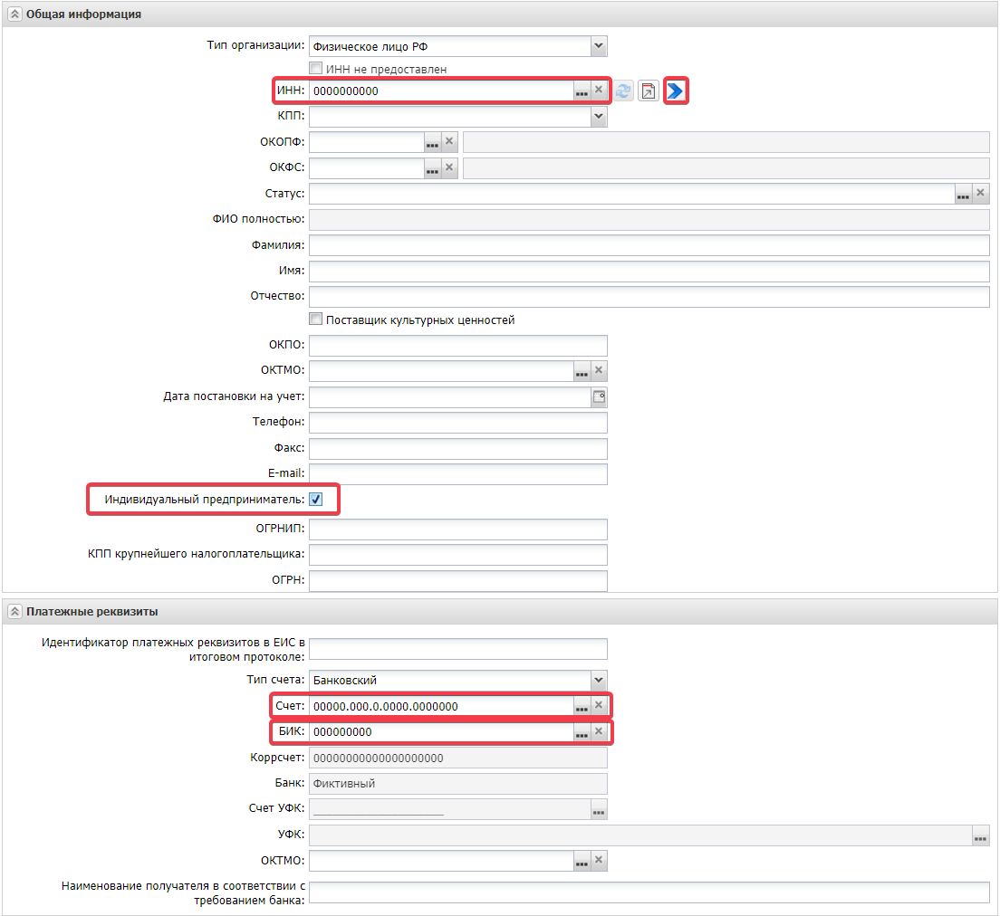 Общая информация
Тип организации: Физическое лицо РФ
ИНН не предоставлен
ИНН: 0000000000
КПП:
ОКОПФ:
ОКФС:
Статус:
ФИО полностью:
Фамилия:
Имя:
Отчество:
Поставщик культурных ценностей
ОКПО:
ОКТМО:
Дата постановки на учет:
Телефон:
Факс:
E-mail:
Индивидуальный предприниматель:
ОГРНИП:
КПП крупнейшего налогоплательщика:
ОГРН:
Платежные реквизиты
Идентификатор платежных реквизитов в ЕИС в
итоговом протоколе:
Тип счета: Банковский
Счет: 00000.000.0.0000.0000000
БИК: 000000000
Коррсчет: 00000000000000000000
Банк: Фиктивный
Счет УФК: ____________________
УФК:
ОКТМО:
Наименование получателя в соответствии с
требованием банка: